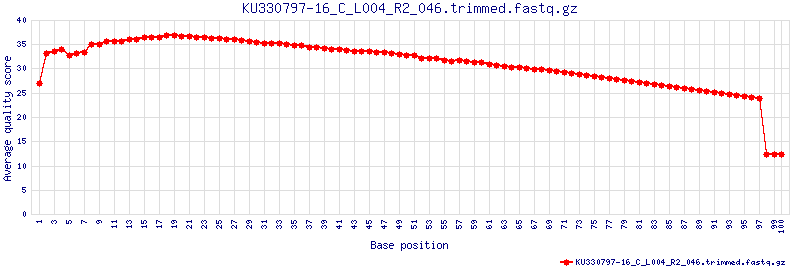 KU330797-16_C_L004_R2_046.trimmed.fastq.gz
Average quality score
40
35
30
25
20
15
10
5
0
1 3 5 7 9 11 13 15 17 19 21 23 25 27 29 31 33 35 37 39 41 43 45 47 49 51 53 55 57 59 61 63 65 67 69 71 73 75 77 79 81 83 85 87 89 91 93 95 97 99 100
Base position
KU330797-16_C_L004_R2_046.trimmed.fastq.gz